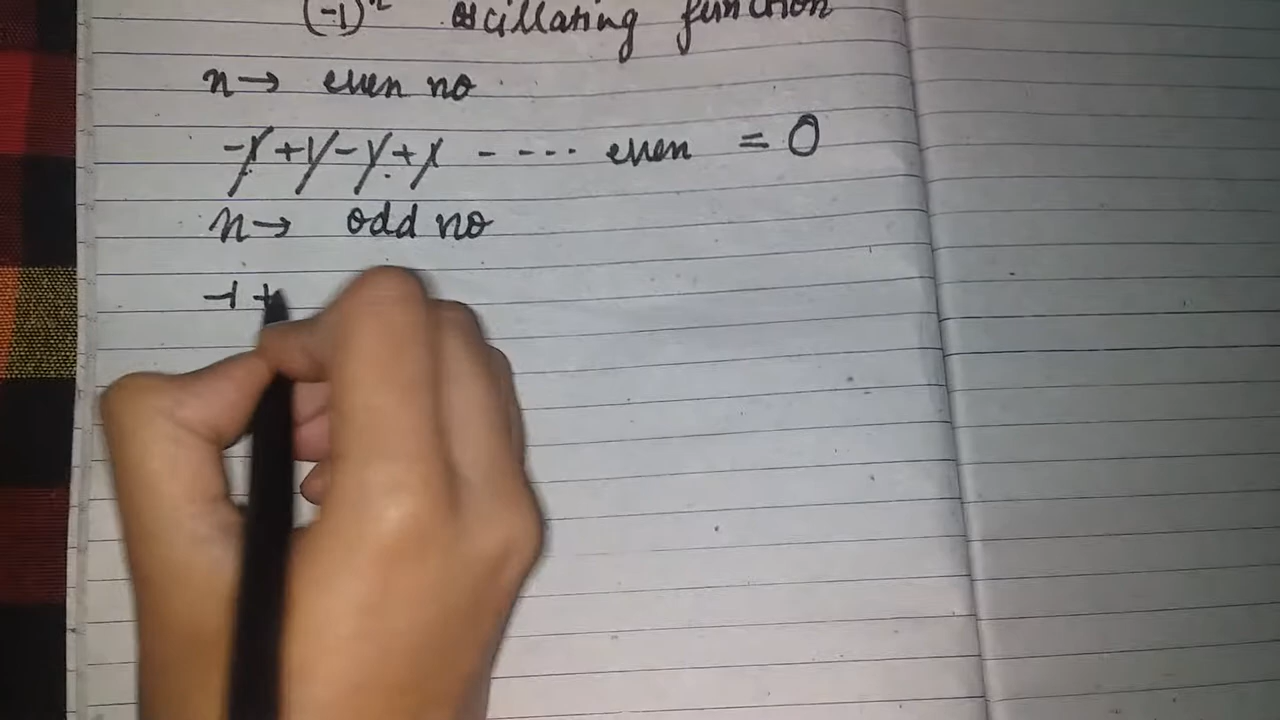 (-1)^n oscillating function
n → even no.
-1 + 1 - 1 + 1 - - - - - even = 0
n → odd no
-1 +